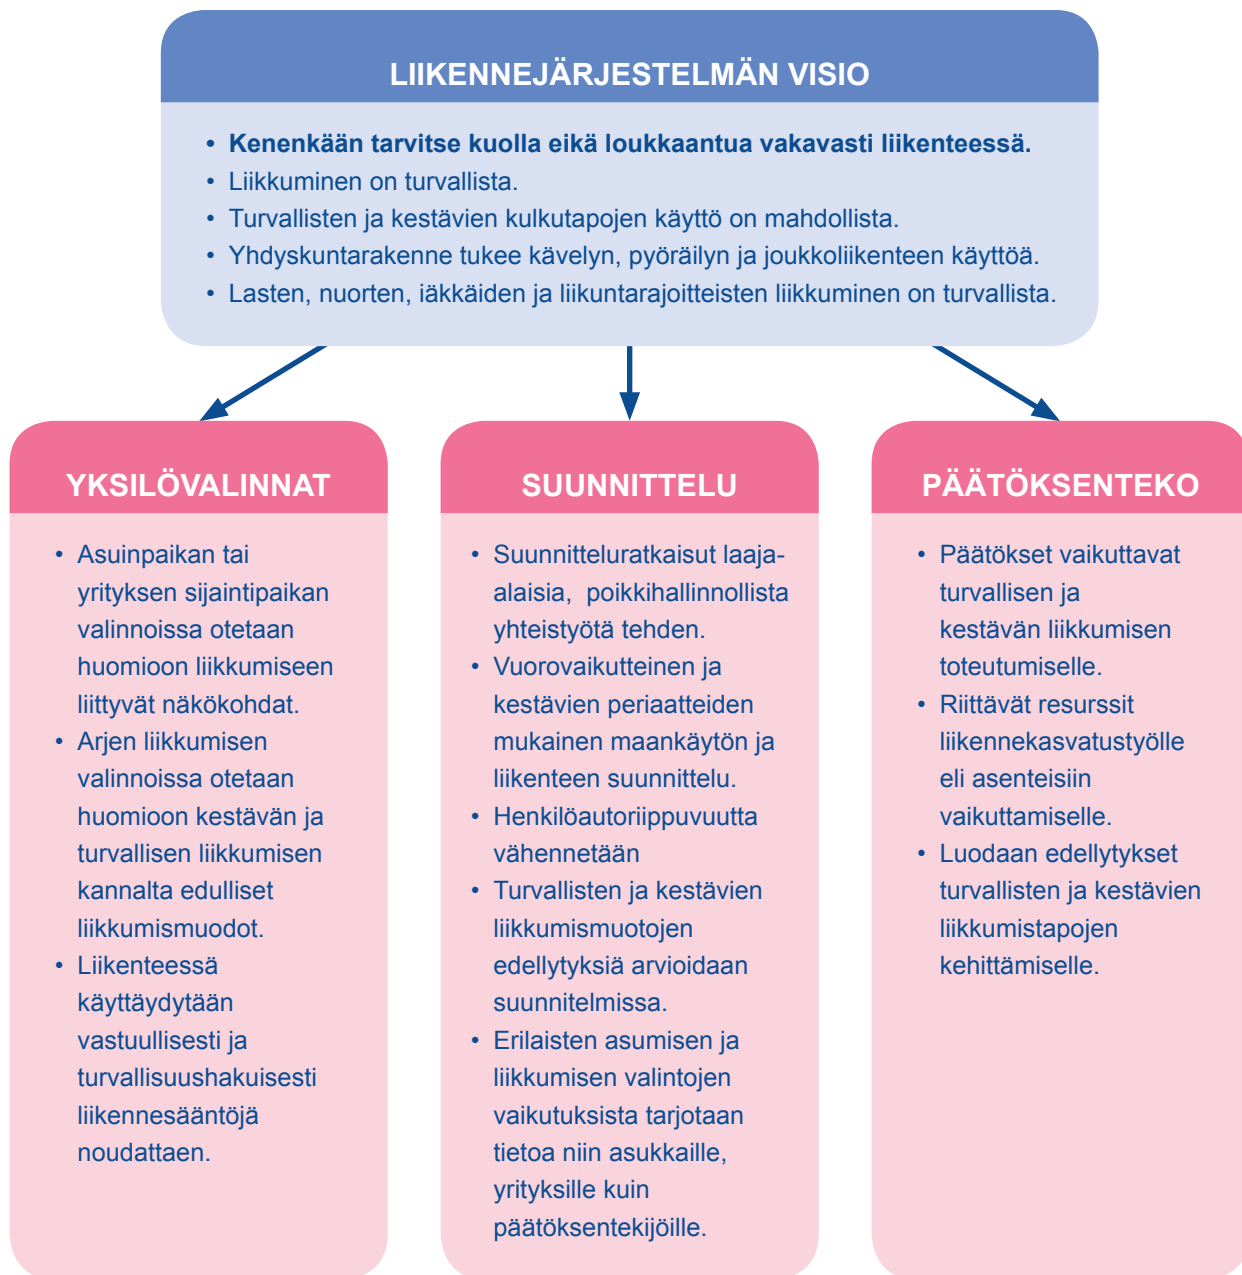 LIIKENNEJÄRJESTELMÄN VISIO
• Kenenkään tarvitse kuolla eikä loukkaantua vakavasti liikenteessä.
• Liikkuminen on turvallista.
• Turvallisten ja kestävien kulkutapojen käyttö on mahdollista.
• Yhdyskuntarakenne tukee kävelyn, pyöräilyn ja joukkoliikenteen käyttöä.
• Lasten, nuorten, iäkkäiden ja liikuntarajoitteisten liikkuminen on turvallista.
YKSILÖVALINNAT
• Asuinpaikan tai
yrityksen sijaintipaikan
valinnoissa otetaan
huomioon liikkumiseen
liittyvät näkökohdat.
• Arjen liikkumisen
valinnoissa otetaan
huomioon kestävän ja
turvallisen liikkumisen
kannalta edulliset
liikkumismuodot.
• Liikenteessä
käyttäydytään
vastuullisesti ja
turvallisuushakuisesti
liikennesääntöjä
noudattaen.
SUUNNITTELU
• Suunnitteluratkaisut laaja-
alaisia, poikkihallinnollista
yhteistyötä tehden.
• Vuorovaikutteinen ja
kestävien periaatteiden
mukainen maankäytön ja
liikenteen suunnittelu.
• Henkilöautoriippuvuutta
vähennetään
• Turvallisten ja kestävien
liikkumismuotojen
edellytyksiä arvioidaan
suunnitelmissa.
• Erilaisten asumisen ja
liikkumisen valintojen
vaikutuksista tarjotaan
tietoa niin asukkaille,
yrityksille kuin
päätöksentekijöille.
PÄÄTÖKSENTEKO
• Päätökset vaikuttavat
turvallisen ja
kestävän liikkumisen
toteutumiselle.
• Riittävät resurssit
liikennekasvatustyölle
eli asenteisiin
vaikuttamiselle.
• Luodaan edellytykset
turvallisten ja kestävien
liikkumistapojen
kehittämiselle.